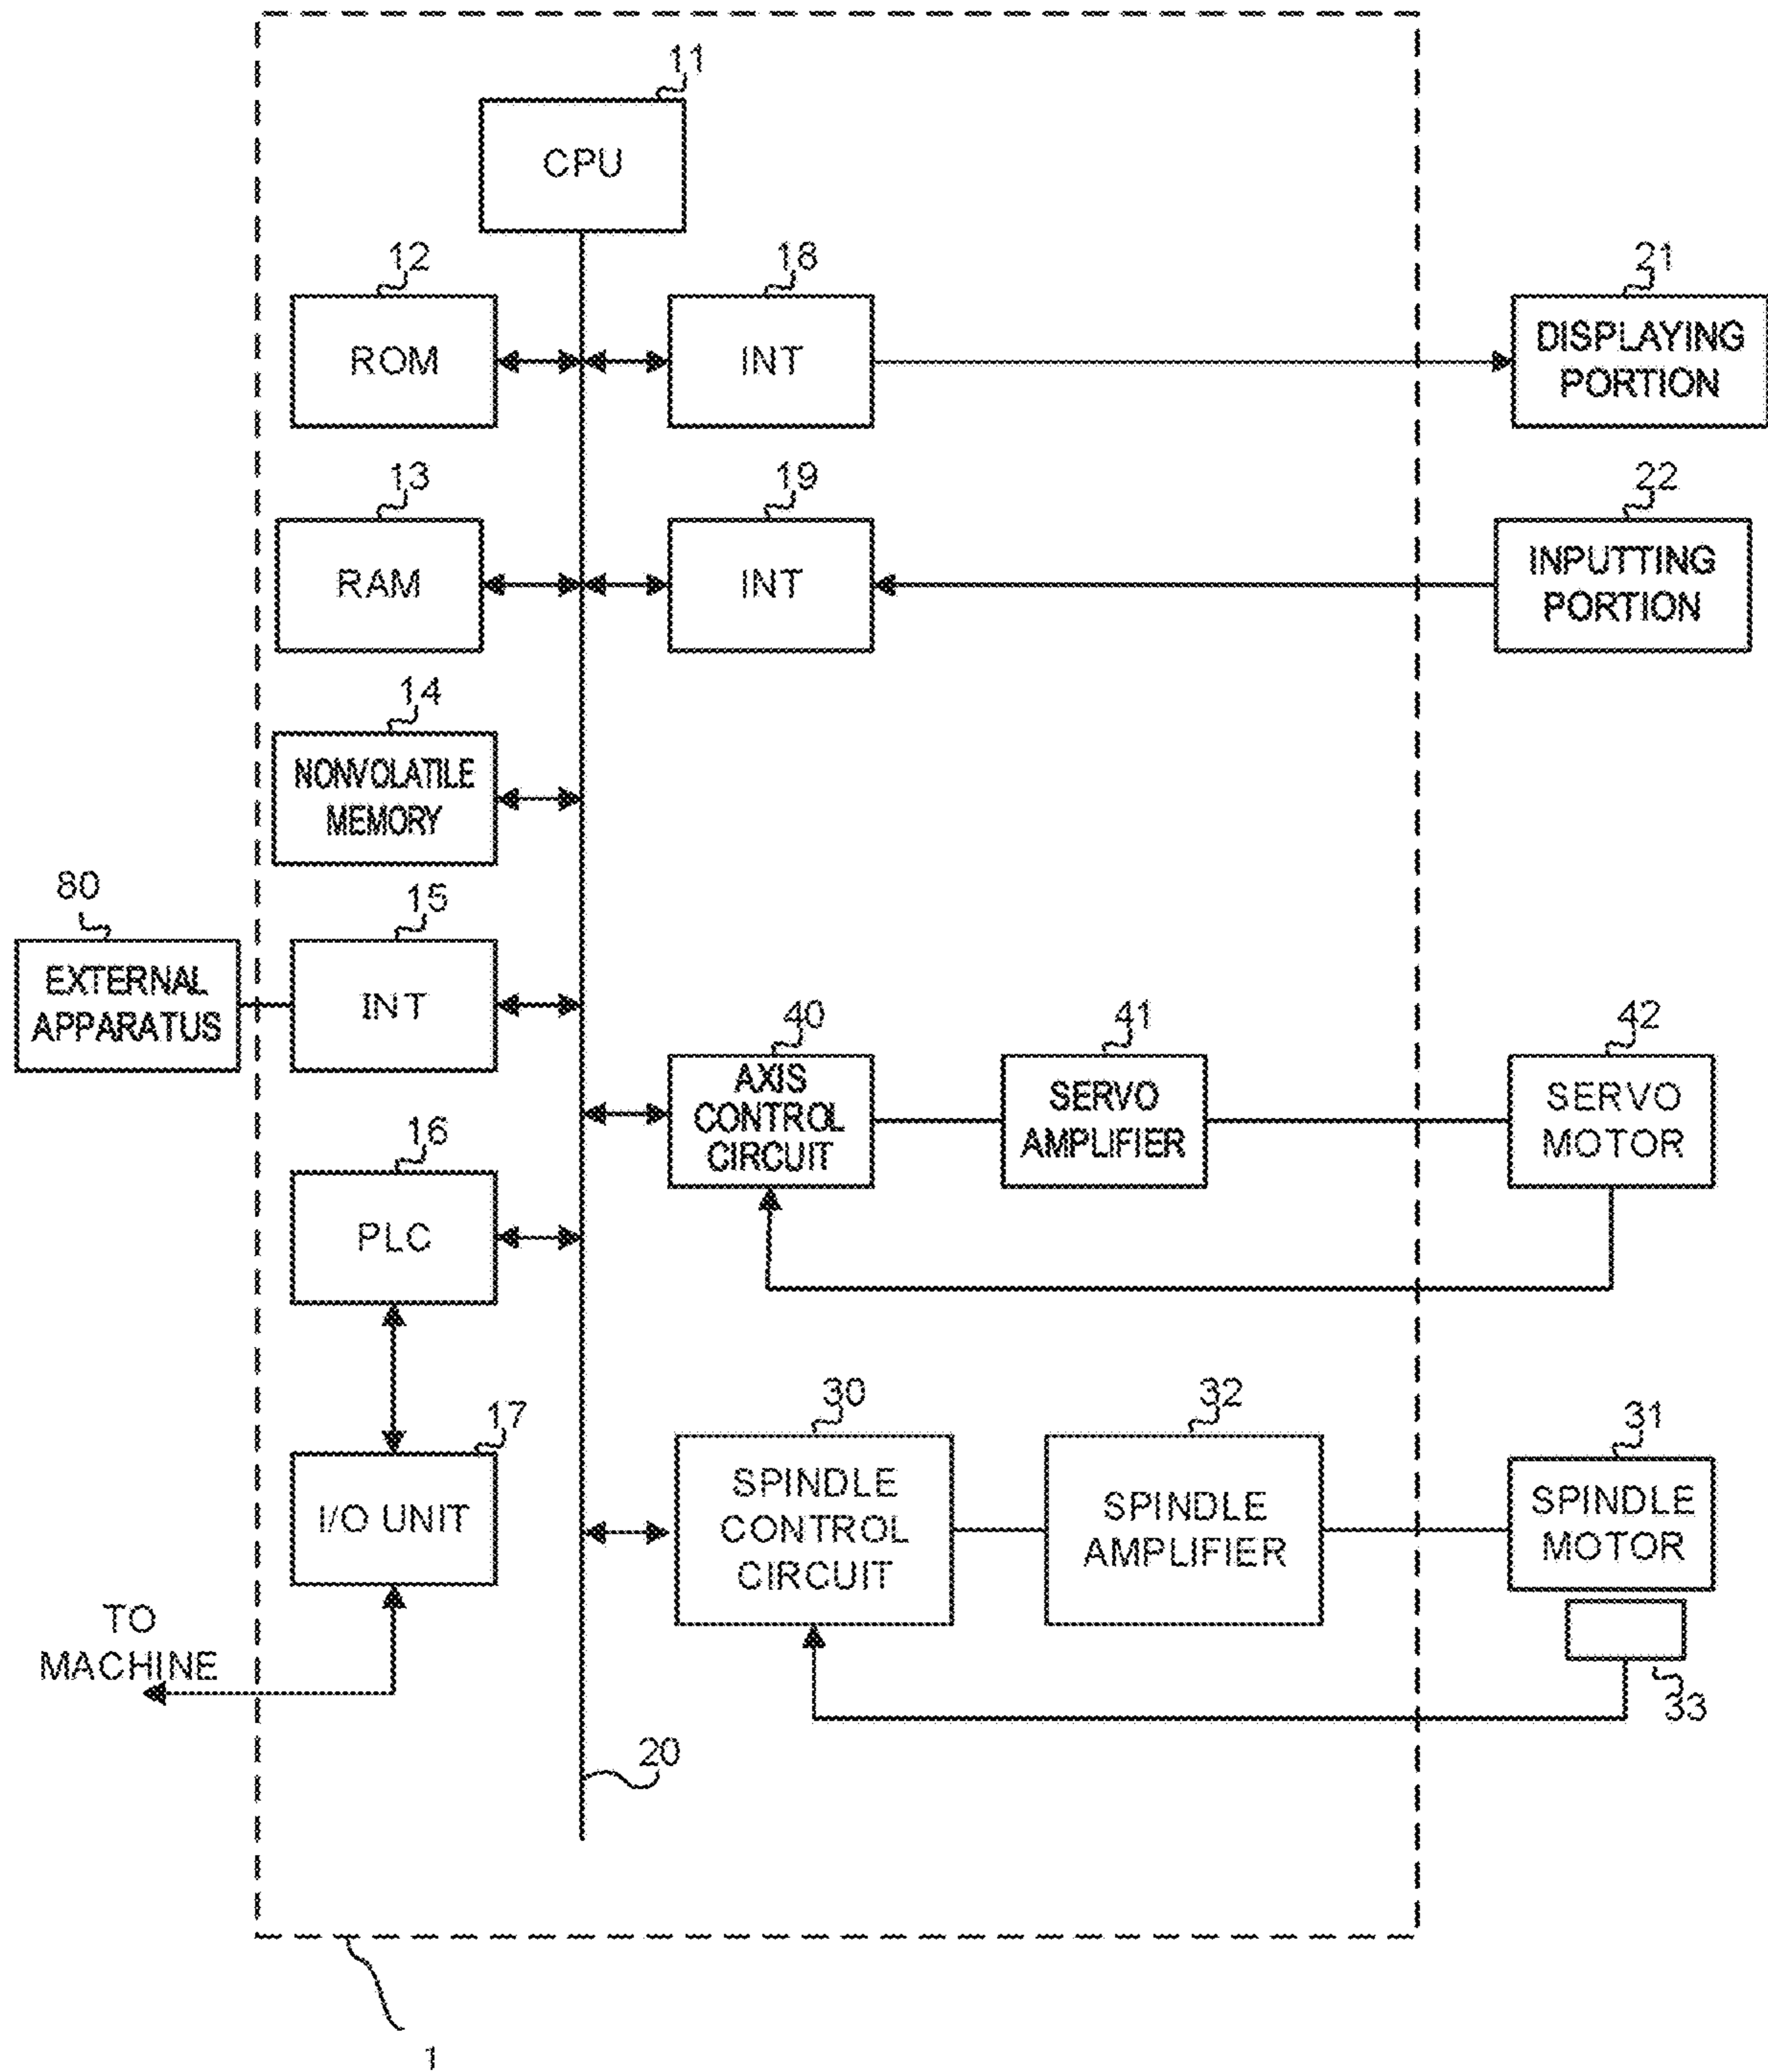 11
CPU
12
ROM
18
INT
21
DISPLAYING
PORTION
13
RAM
19
INT
22
INPUTTING
PORTION
14
NONVOLATILE
MEMORY
80
EXTERNAL
APPARATUS
15
INT
40
AXIS
CONTROL
CIRCUIT
41
SERVO
AMPLIFIER
42
SERVO
MOTOR
16
PLC
17
I/O UNIT
30
SPINDLE
CONTROL
CIRCUIT
32
SPINDLE
AMPLIFIER
31
SPINDLE
MOTOR
33
TO
MACHINE
20
1